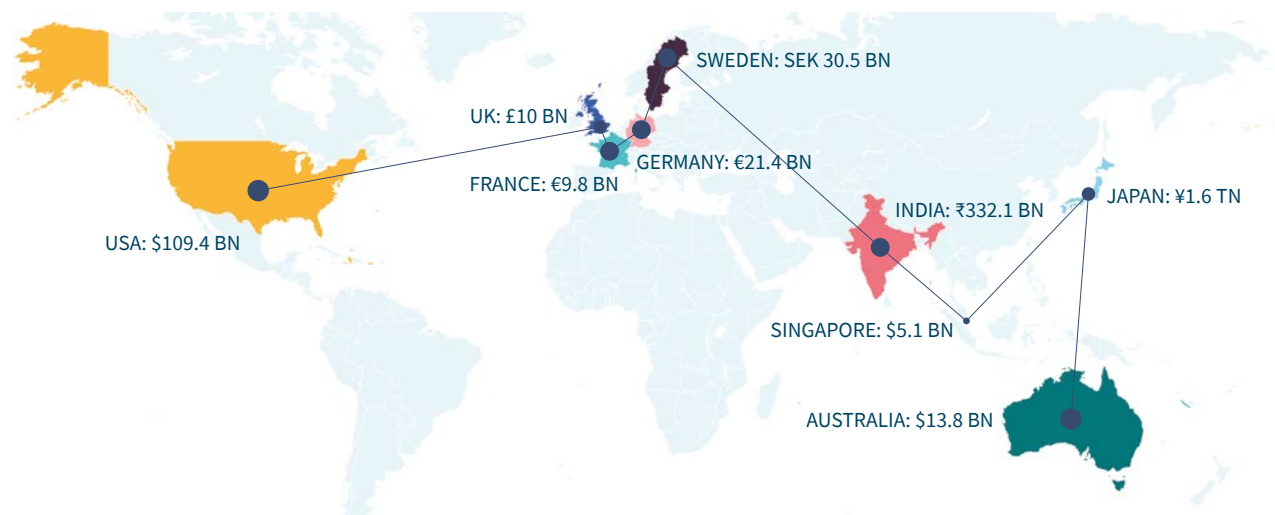 SWEDEN: SEK 30.5 BN
UK: £10 BN
GERMANY: €21.4 BN
FRANCE: €9.8 BN
JAPAN: ¥1.6 TN
INDIA: ₹332.1 BN
USA: $109.4 BN
SINGAPORE: $5.1 BN
AUSTRALIA: $13.8 BN